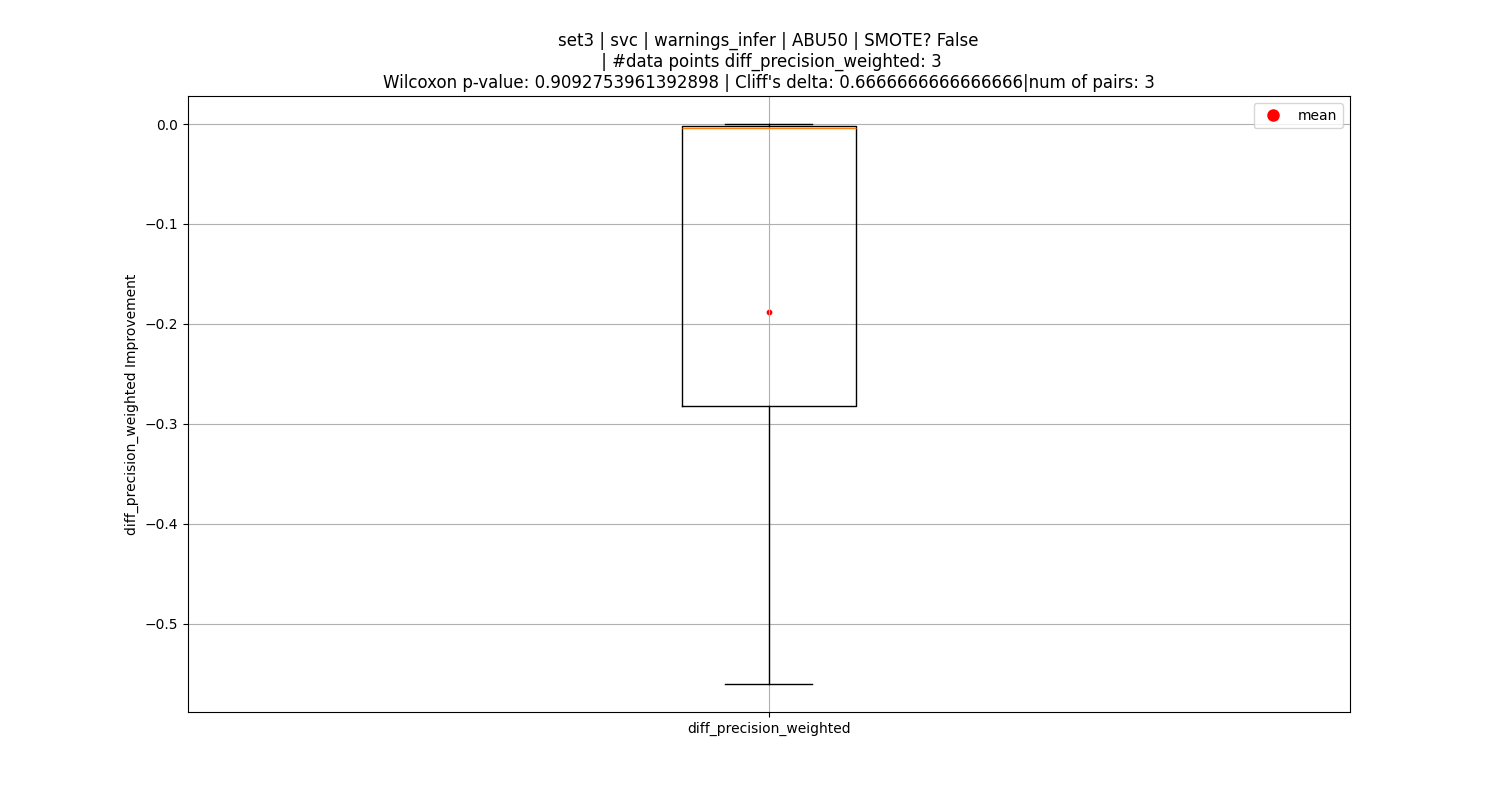 set3 | svc | warnings_infer | ABU50 | SMOTE? False
| #data points diff_precision_weighted: 3
Wilcoxon p-value: 0.9092753961392898 | Cliff's delta: 0.6666666666666666|num of pairs: 3
mean
0.0
−0.1
−0.2
−0.3
−0.4
−0.5
diff_precision_weighted Improvement
diff_precision_weighted